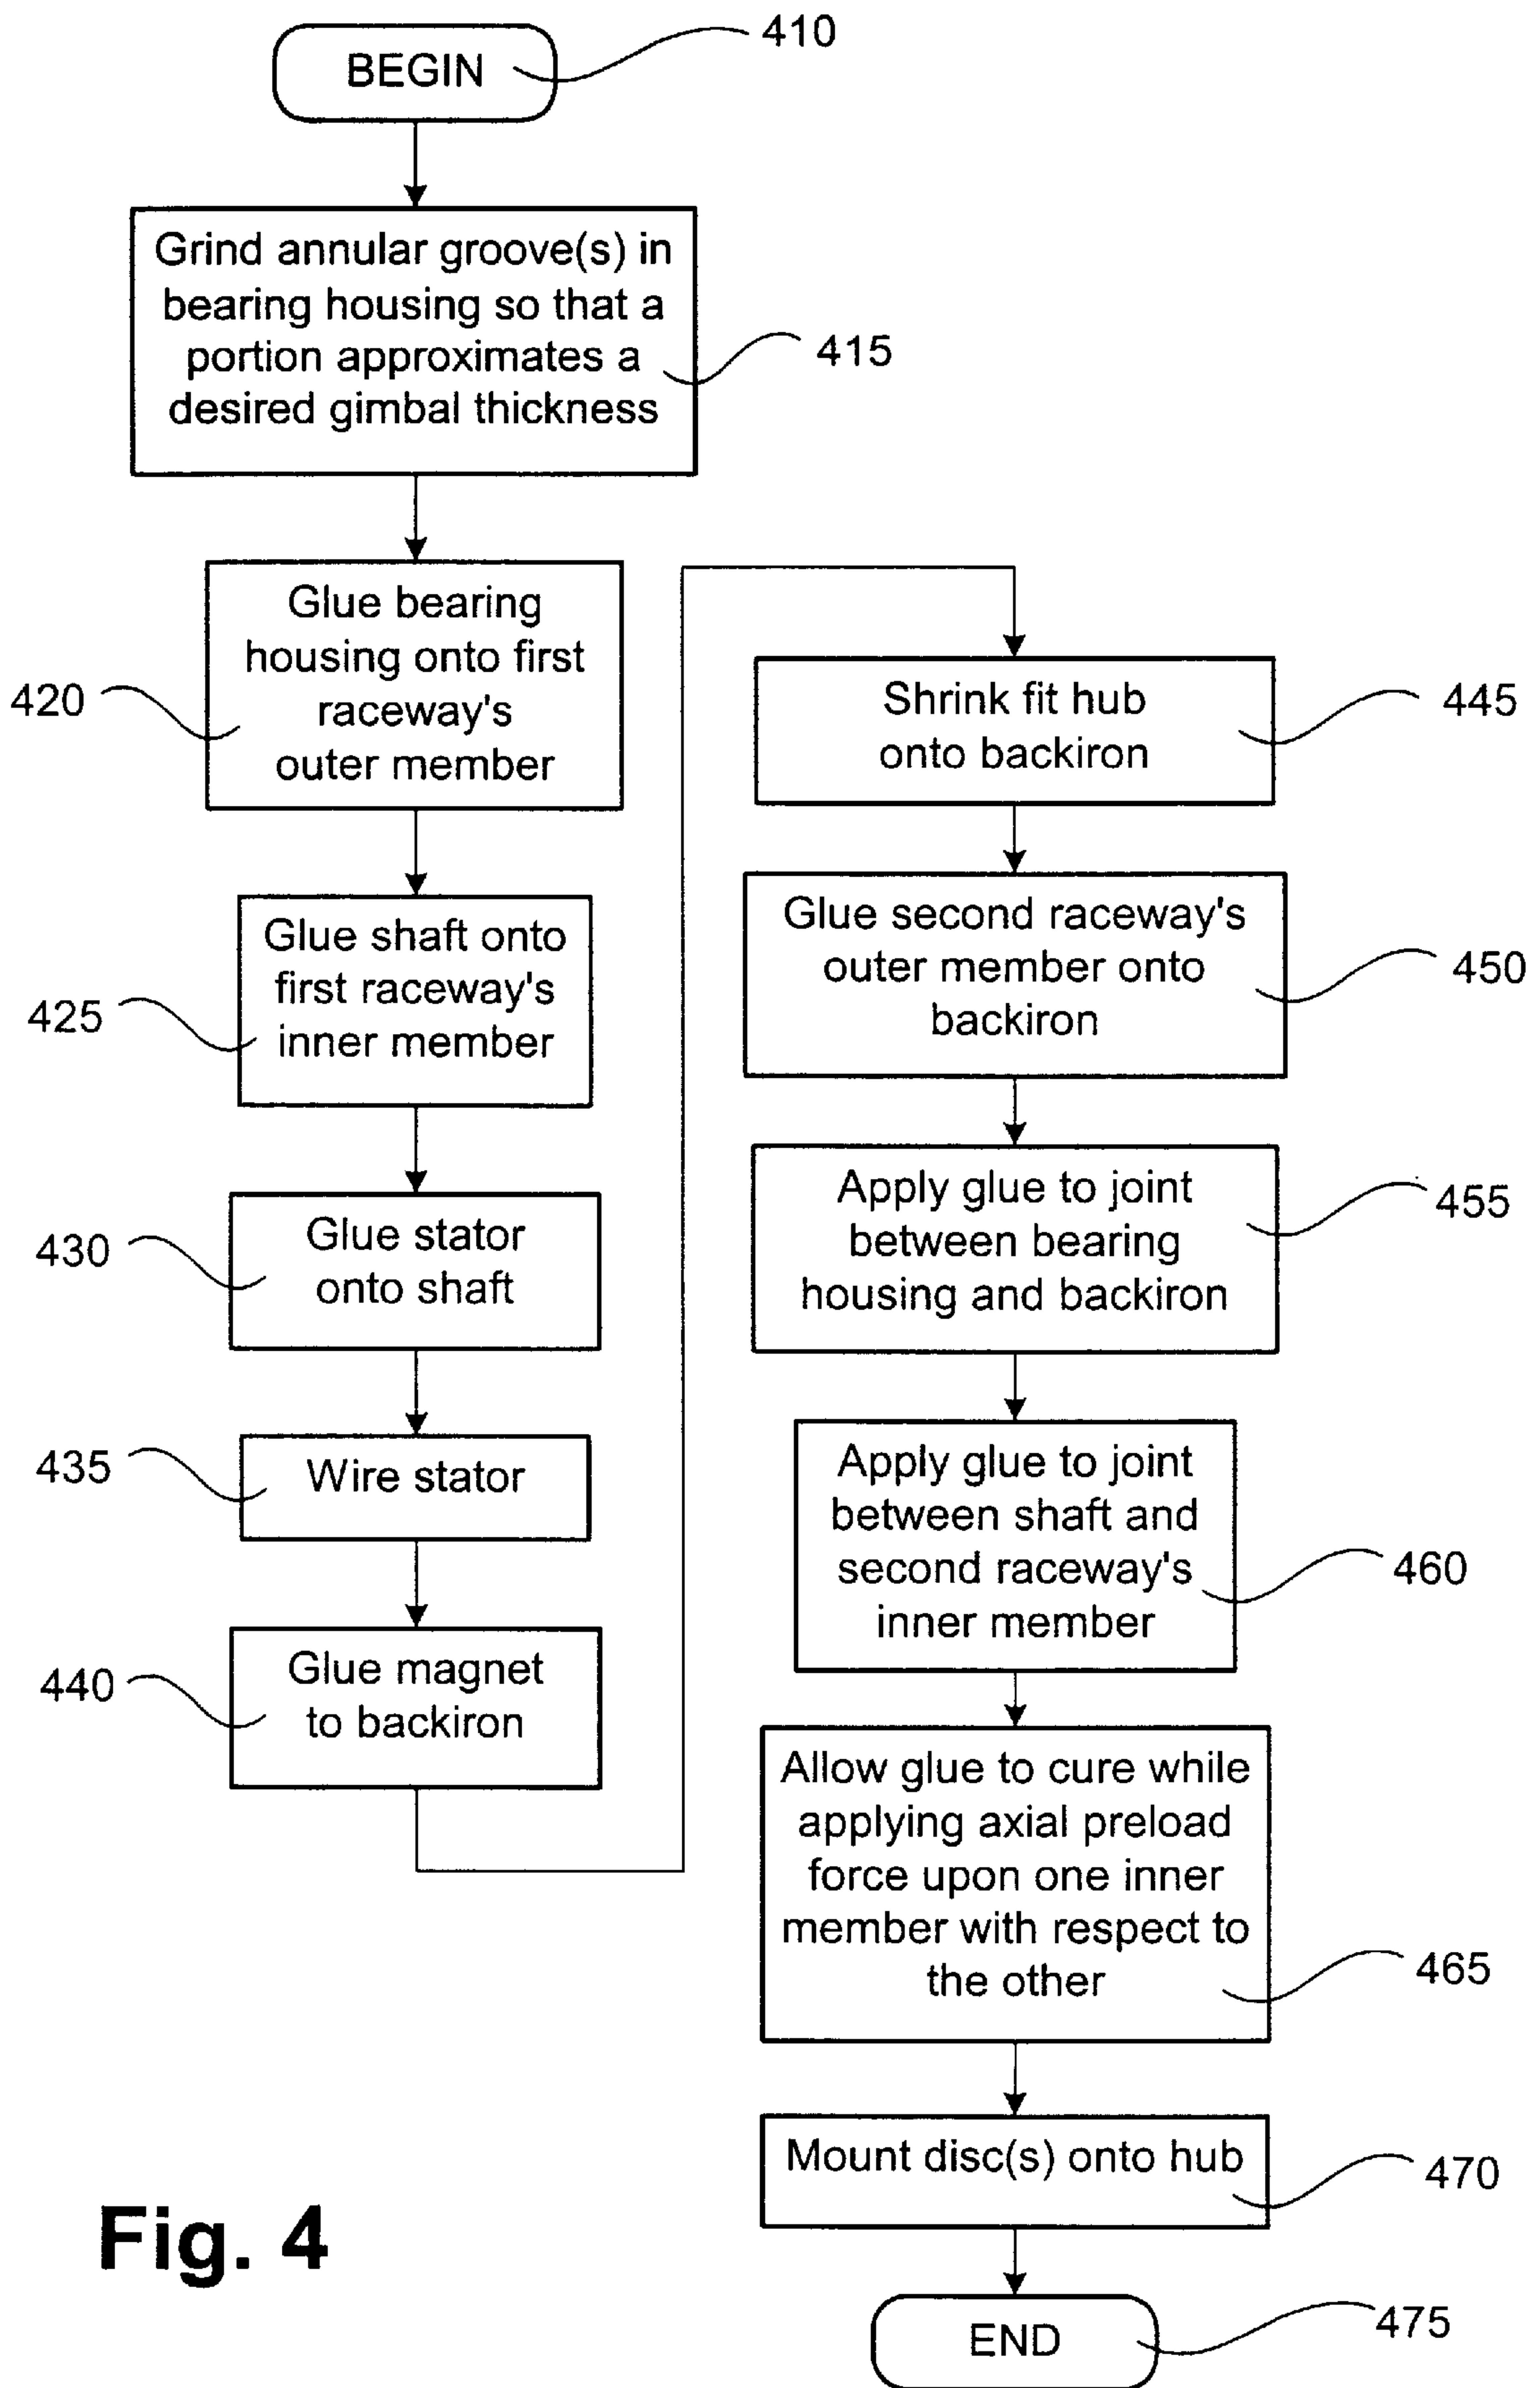 BEGIN
410
Grind annular groove(s) in
bearing housing so that a
portion approximates a
desired gimbal thickness
415
Glue bearing
housing onto first
raceway's
outer member
420
Glue shaft onto
first raceway's
inner member
425
Glue stator
onto shaft
430
Wire stator
435
Glue magnet
to backiron
440
Shrink fit hub
onto backiron
445
Glue second raceway's
outer member onto
backiron
450
Apply glue to joint
between bearing
housing and backiron
455
Apply glue to joint
between shaft and
second raceway's
inner member
460
Allow glue to cure while
applying axial preload
force upon one inner
member with respect to
the other
465
Mount disc(s) onto hub
470
END
475
Fig. 4